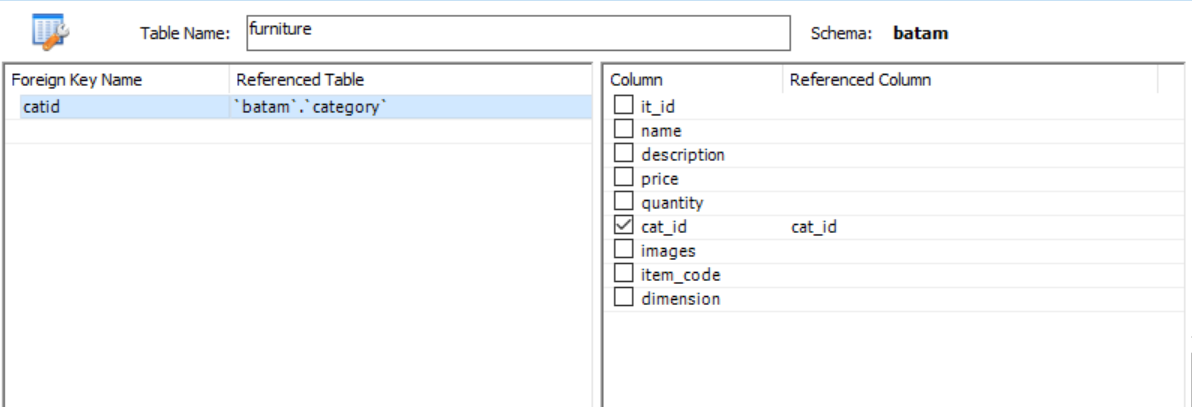 Table Name: furniture Schema: batam
Foreign Key Name Referenced Table
catid `batam`.`category`
Column Referenced Column
it_id
name
description
price
quantity
cat_id cat_id
images
item_code
dimension